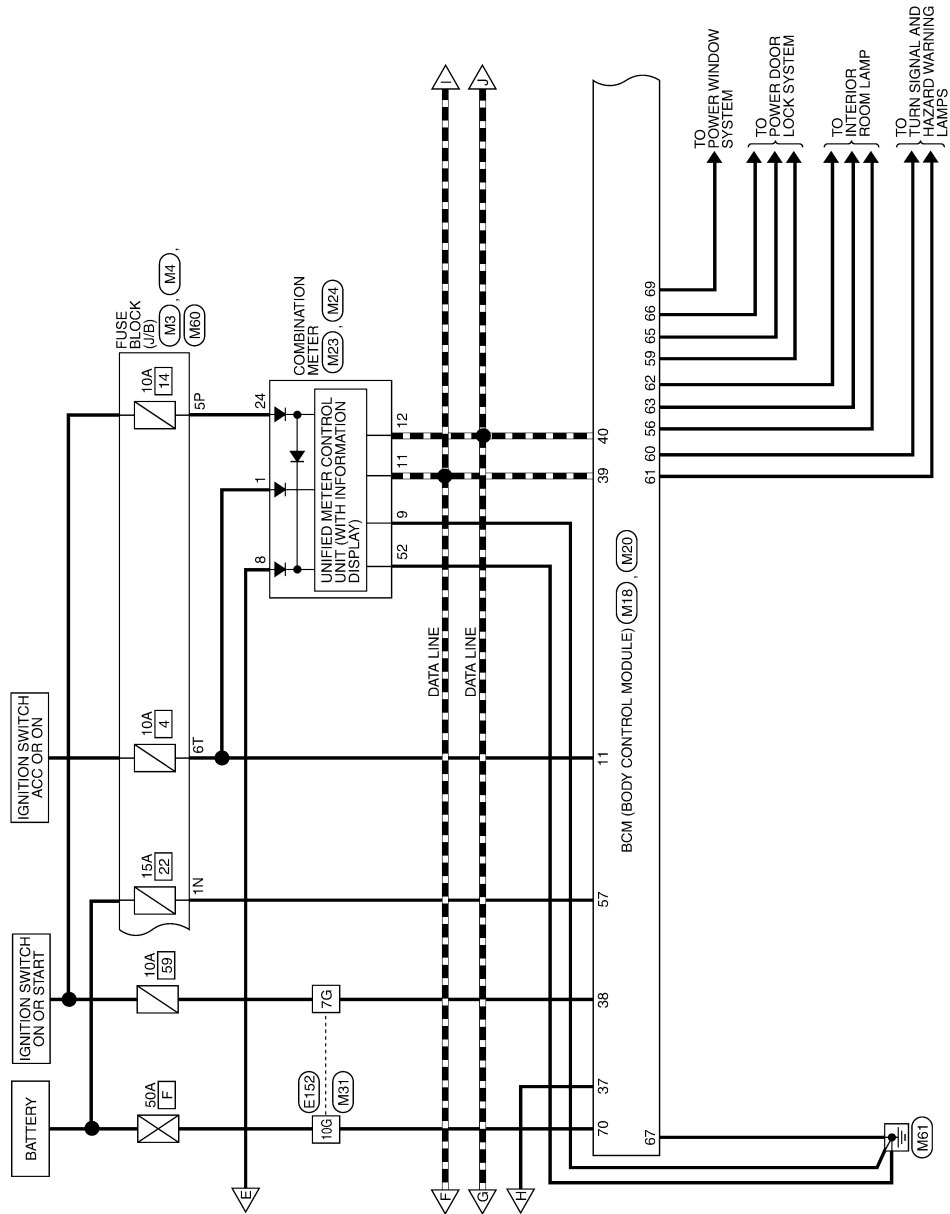 BATTERY
IGNITION SWITCH
ON OR START
IGNITION SWITCH
ACC OR ON
50A
F
10A
59
15A
22
10A
4
10A
14
FUSE
BLOCK
(J/B)
M3 , M4 ,
M60
1N
6T
5P
E152
10G
M31
7G
8
1
24
COMBINATION
METER
M23 , M24
UNIFIED METER CONTROL
UNIT (WITH INFORMATION
DISPLAY)
52
9
11
12
E
F
DATA LINE
I
G
DATA LINE
J
H
70
37
38
57
11
39
40
BCM (BODY CONTROL MODULE) M18 , M20
67
61
60
56
63
62
59
65
66
69
M61
TO
POWER WINDOW
SYSTEM
TO
POWER DOOR
LOCK SYSTEM
TO
INTERIOR
ROOM LAMP
TO
TURN SIGNAL AND
HAZARD WARNING
LAMPS